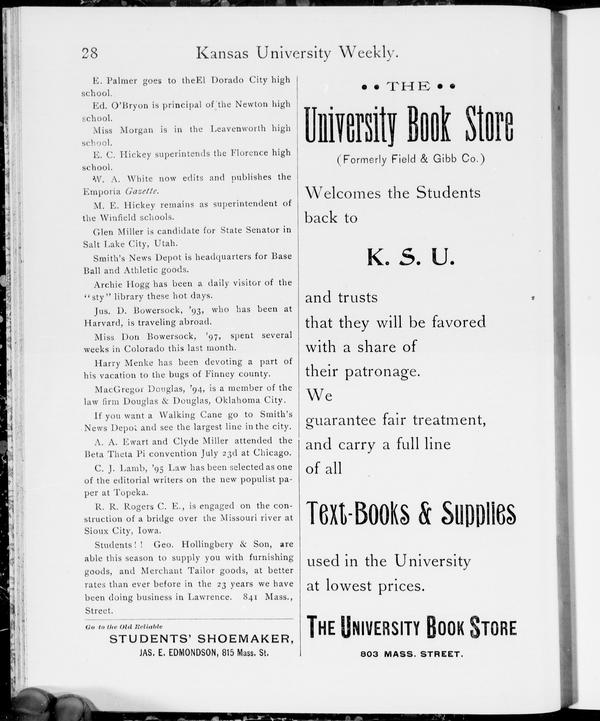 28
Kansas University Weekly.
E. Palmer goes to theEl Dorado City high
school.
Ed. O'Bryon is principal of the Newton high
school.
Miss Morgan is in the Leavenworth high
school.
E. C. Hickey superintends the Florence high
school.
W. A. White now edits and publishes the
Emporia Gazette.
M. E. Hickey remains as superintendent of
the Winfield schools.
Glen Miller is candidate for State Senator in
Salt Lake City, Utah.
Smith's News Depot is headquarters for Base
Ball and Athletic goods.
Archie Hogg has been a daily visitor of the
"sty" library these hot days.
Jus. D. Bowersock, '93, who has been at
Harvard, is traveling abroad.
Miss Don Bowersock, '97, spent several
weeks in Colorado this last month.
Harry Menke has been devoting a part of
his vacation to the bugs of Finney county.
MacGregor Douglas, '94, is a member of the
law firm Douglas & Douglas, Oklahoma City.
If you want a Walking Cane go to Smith's
News Depot and see the largest line in the city.
A. A. Ewart and Clyde Miller attended the
Beta Theta Pi convention July 23d at Chicago.
C. J. Lamb, '95 Law has been selected as one
of the editorial writers on the new populist pa-
per at Topeka.
R. R. Rogers C. E., is engaged on the con-
struction of a bridge over the Missouri river at
Sioux City, Iowa.
Students!! Geo. Hollingbery & Son, are
able this season to supply you with furnishing
goods, and Merchant Tailor goods, at better
rates than ever before in the 23 years we have
been doing business in Lawrence. 841 Mass.,
Street.
Go to the Old Reliable
STUDENTS' SHOEMAKER,
JAS. E. EDMONDSON, 815 Mass. St.
• • THE • •
University Book Store
(Formerly Field & Gibb Co.)
Welcomes the Students
back to
K. S. U.
and trusts
that they will be favored
with a share of
their patronage.
We
guarantee fair treatment,
and carry a full line
of all
Text-Books & Supplies
used in the University
at lowest prices.
THE UNIVERSITY BOOK STORE
803 MASS. STREET.